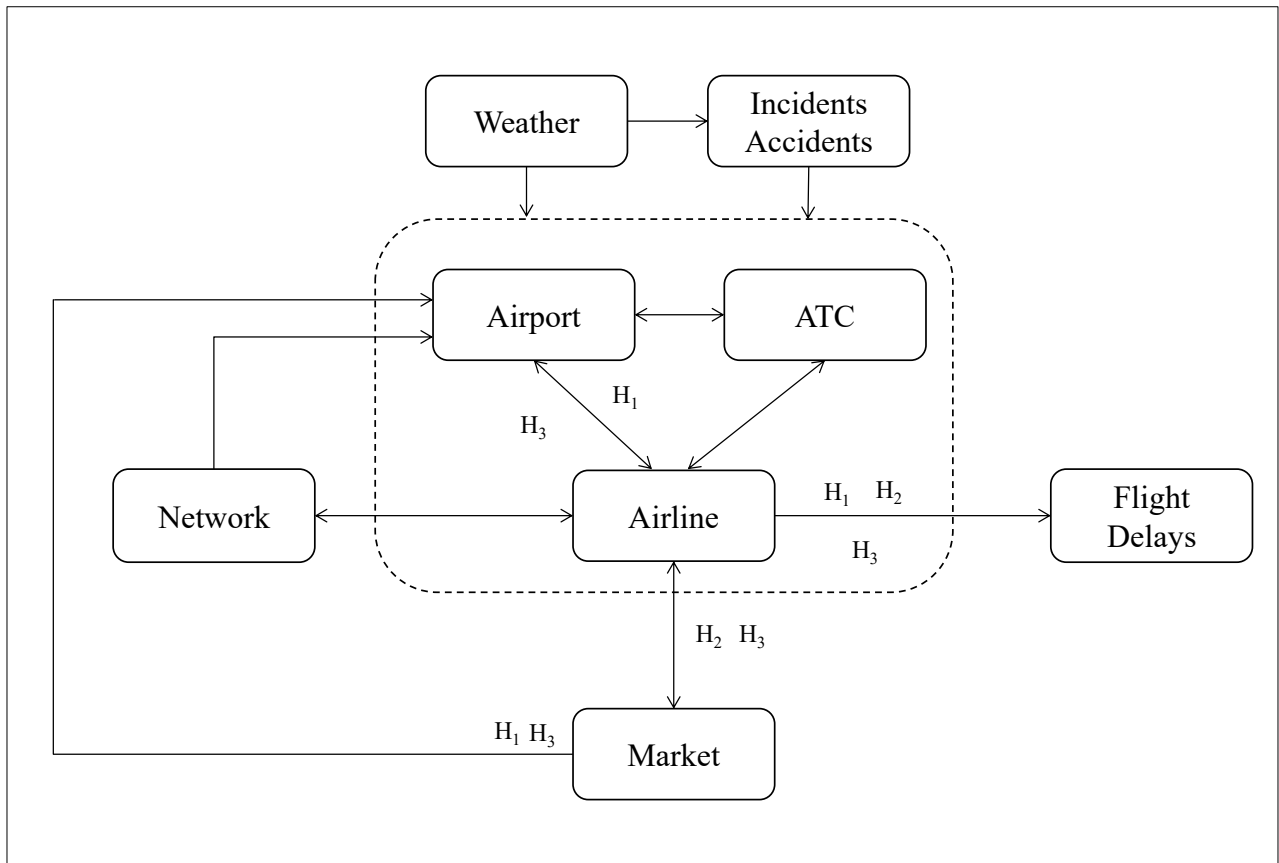 Weather
Incidents
Accidents
Airport
ATC
H₁
H₃
Network
Airline
H₁ H₂
H₃
Flight
Delays
H₂ H₃
H₁ H₃
Market